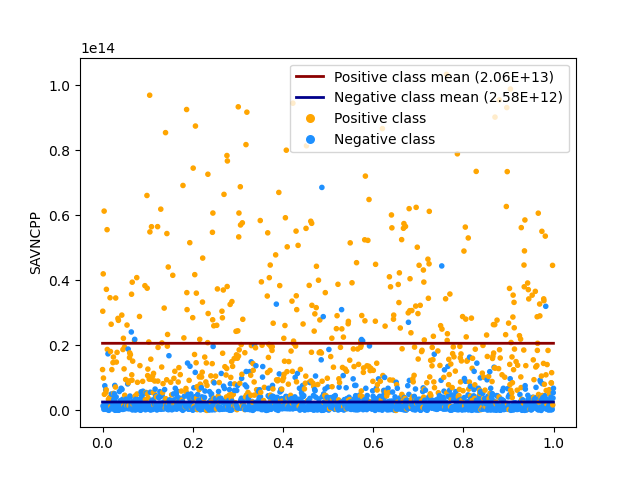 1e14
Positive class mean (2.06E+13)
Negative class mean (2.58E+12)
Positive class
Negative class
SAVNCPP
1.0
0.8
0.6
0.4
0.2
0.0
0.0 0.2 0.4 0.6 0.8 1.0